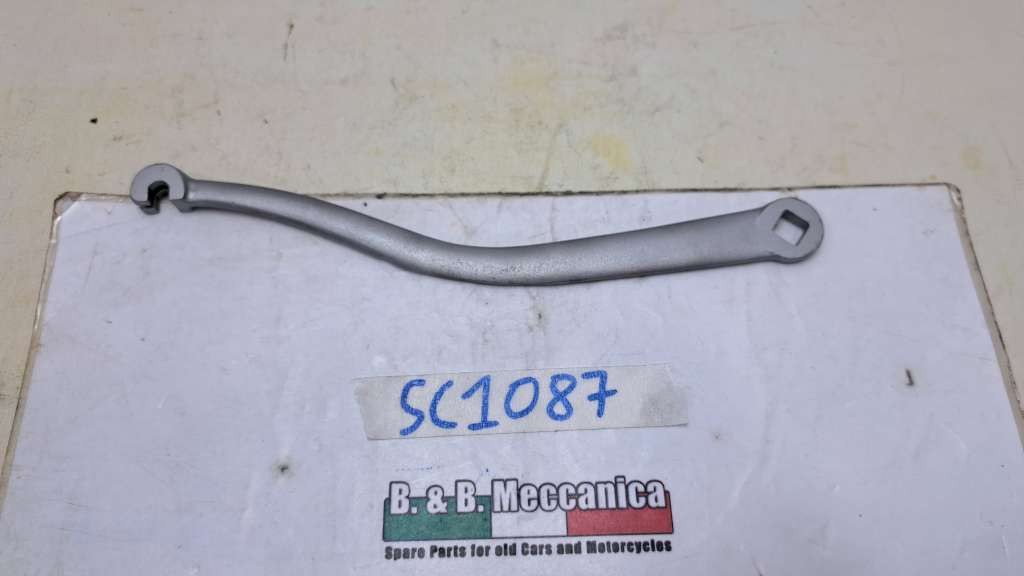 SC1087
B. & B. Meccanica
Spare Parts for old Cars and Motorcycles